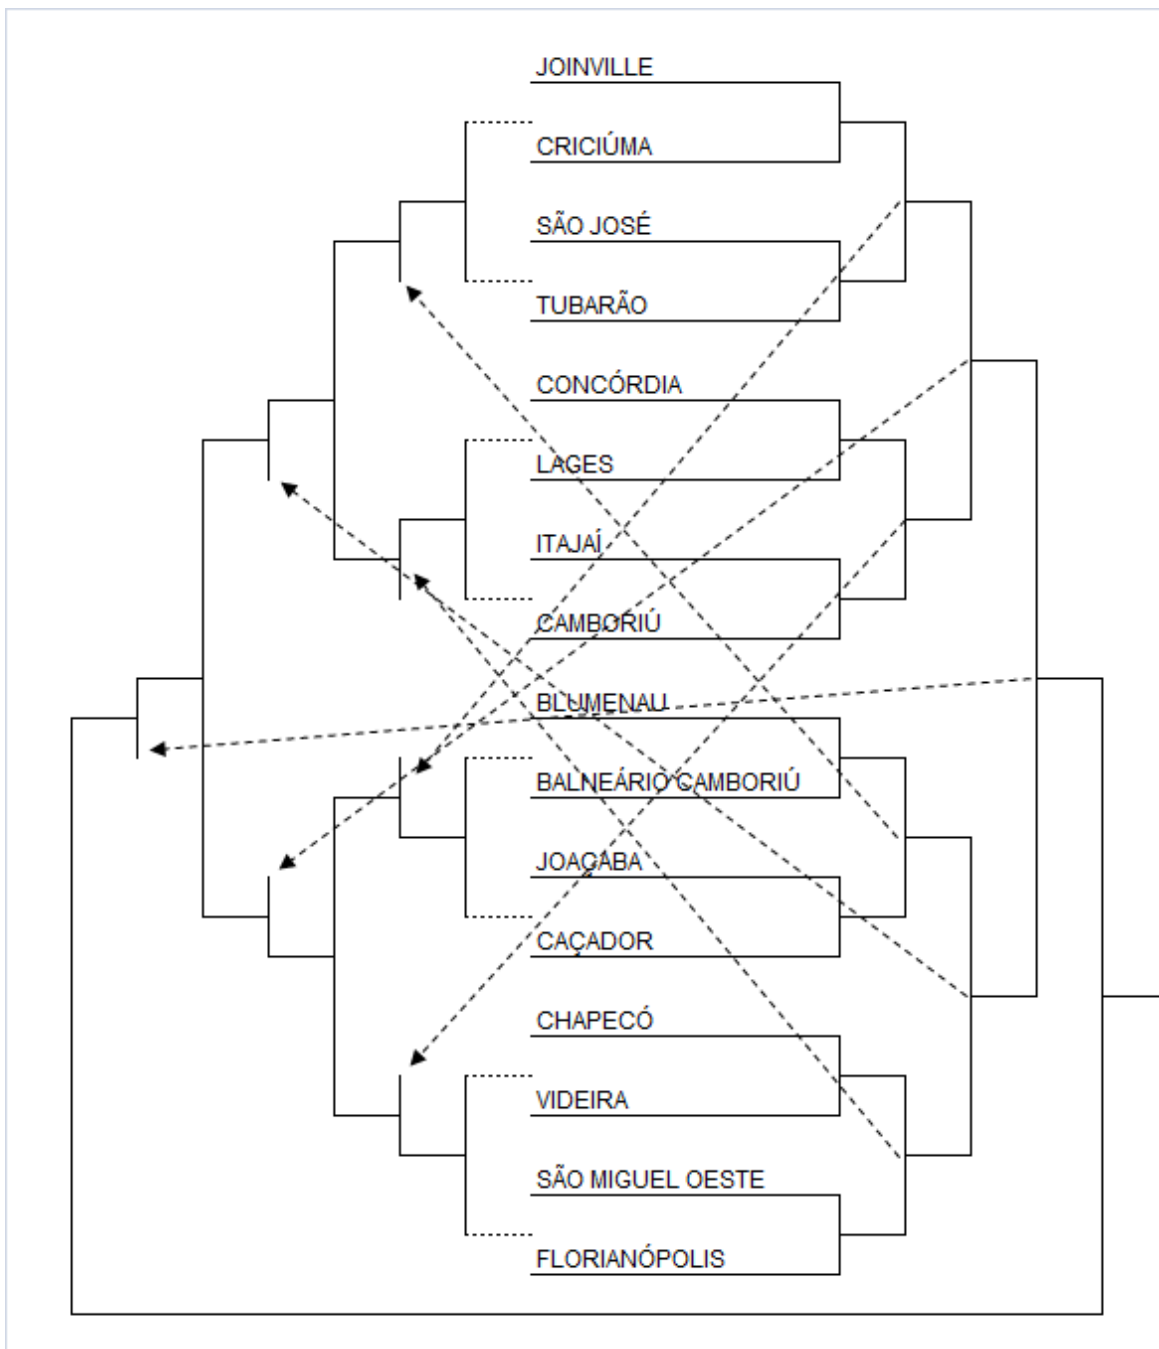 JOINVILLE
CRICIÚMA
SÃO JOSÉ
TUBARÃO
CONCÓRDIA
LAGES
ITAJAÍ
CAMBORIÚ
BLUMENAU
BALNEÁRIO CAMBORIÚ
JOAÇABA
CAÇADOR
CHAPECÓ
VIDEIRA
SÃO MIGUEL OESTE
FLORIANÓPOLIS